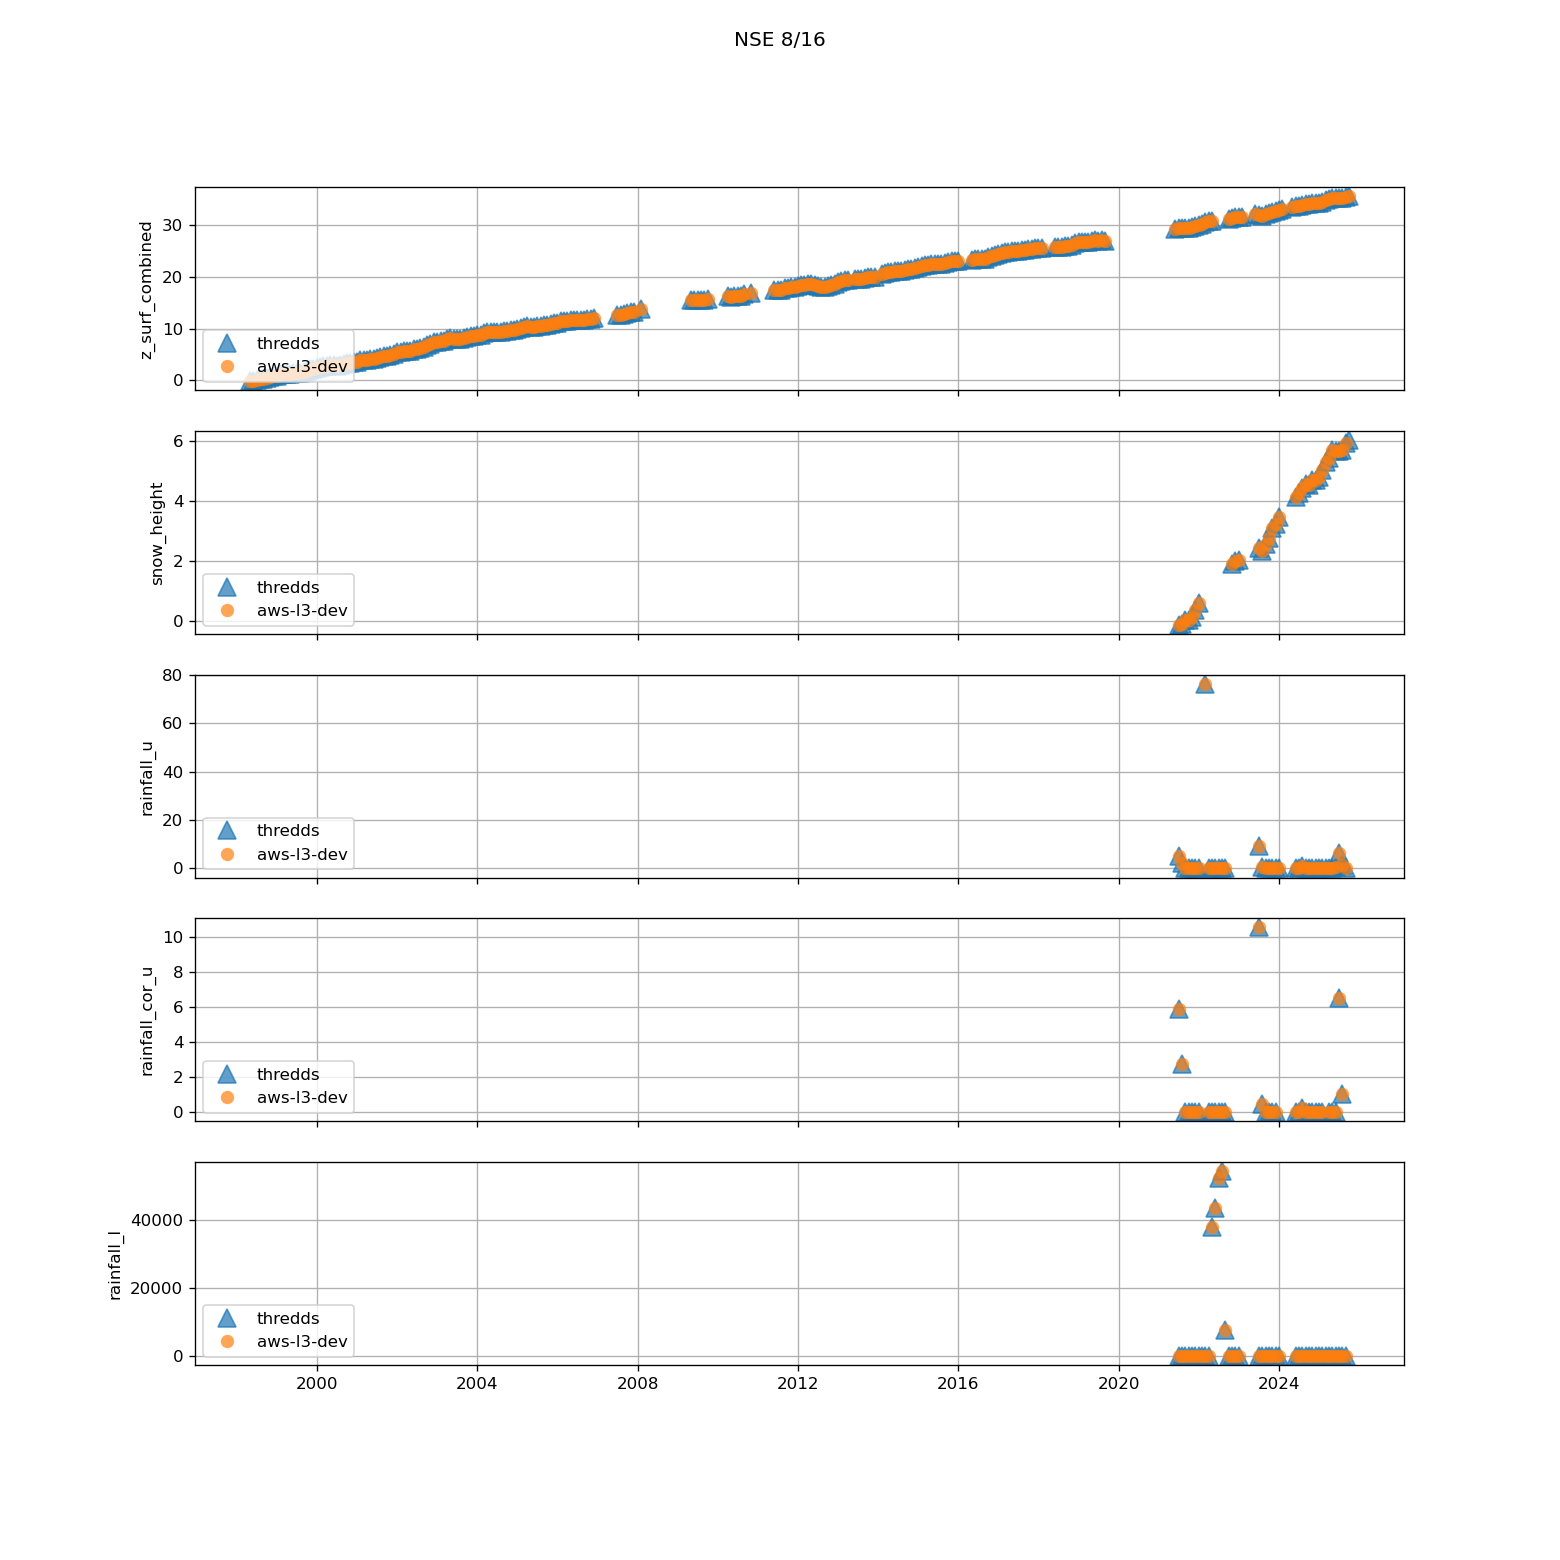 NSE 8/16
z_surf_combined
30
20
10
0
thredds
aws-l3-dev
snow_height
6
4
2
0
thredds
aws-l3-dev
rainfall_u
80
60
40
20
0
thredds
aws-l3-dev
rainfall_cor_u
10
8
6
4
2
0
thredds
aws-l3-dev
rainfall_l
40000
20000
0
thredds
aws-l3-dev
2000 2004 2008 2012 2016 2020 2024